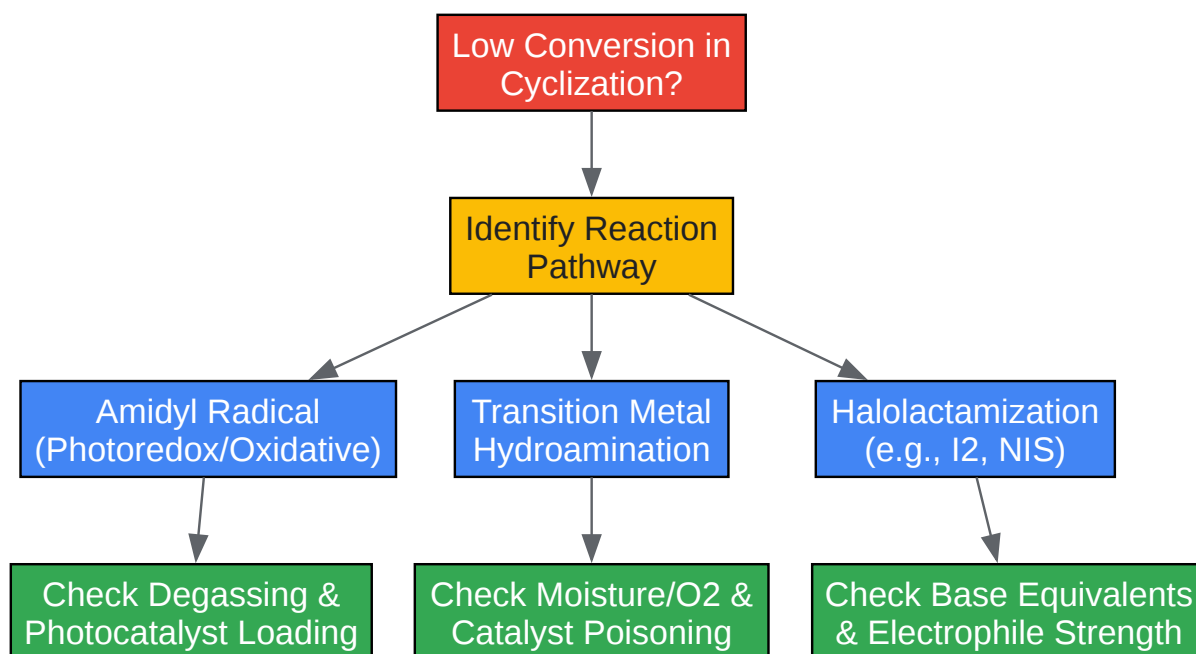 Low Conversion in
Cyclization?
Identify Reaction
Pathway
Amidyl Radical
(Photoredox/Oxidative)
Transition Metal
Hydroamination
Halolactamization
(e.g., I2, NIS)
Check Degassing &
Photocatalyst Loading
Check Moisture/O2 &
Catalyst Poisoning
Check Base Equivalents
& Electrophile Strength